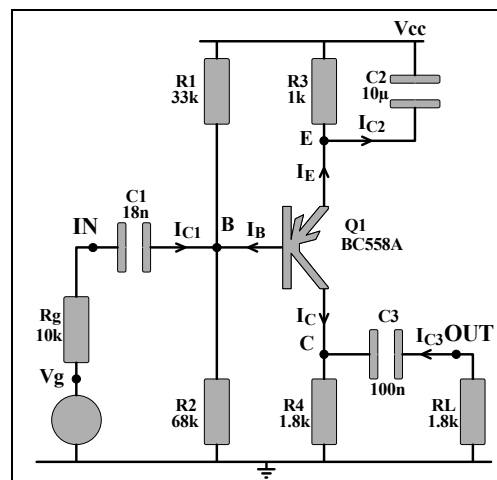 Vcc
R1
33k
R3
1k
C2
10µ
E
I_C2
I_E
C1
18n
IN
I_C1
B
I_B
Q1
BC558A
Rg
10k
I_C
C3
C
I_C3
OUT
100n
Vg
R2
68k
R4
1.8k
RL
1.8k